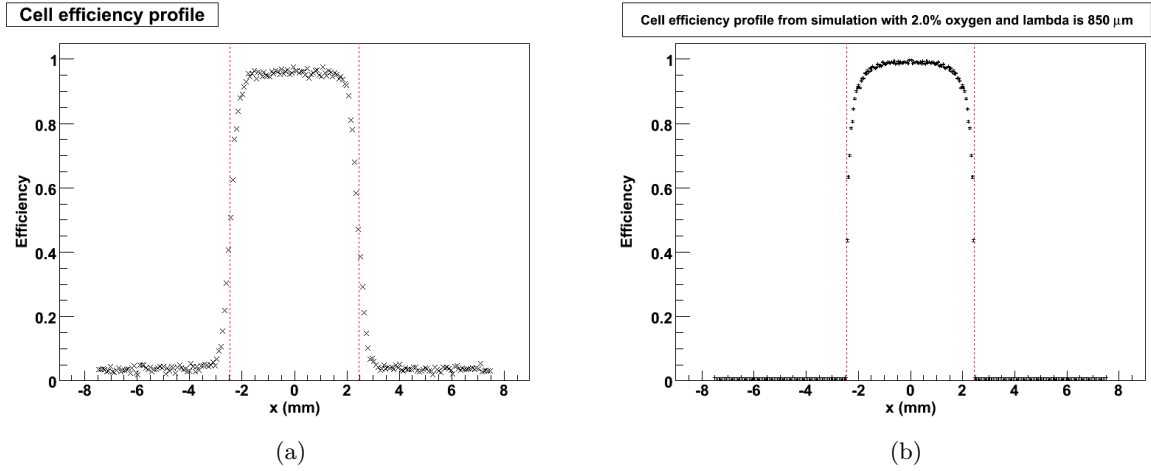 Cell efficiency profile
Efficiency
1
0.8
0.6
0.4
0.2
0
-8 -6 -4 -2 0 2 4 6 8
x (mm)
(a)
Cell efficiency profile from simulation with 2.0% oxygen and lambda is 850 μm
Efficiency
1
0.8
0.6
0.4
0.2
0
-8 -6 -4 -2 0 2 4 6 8
x (mm)
(b)